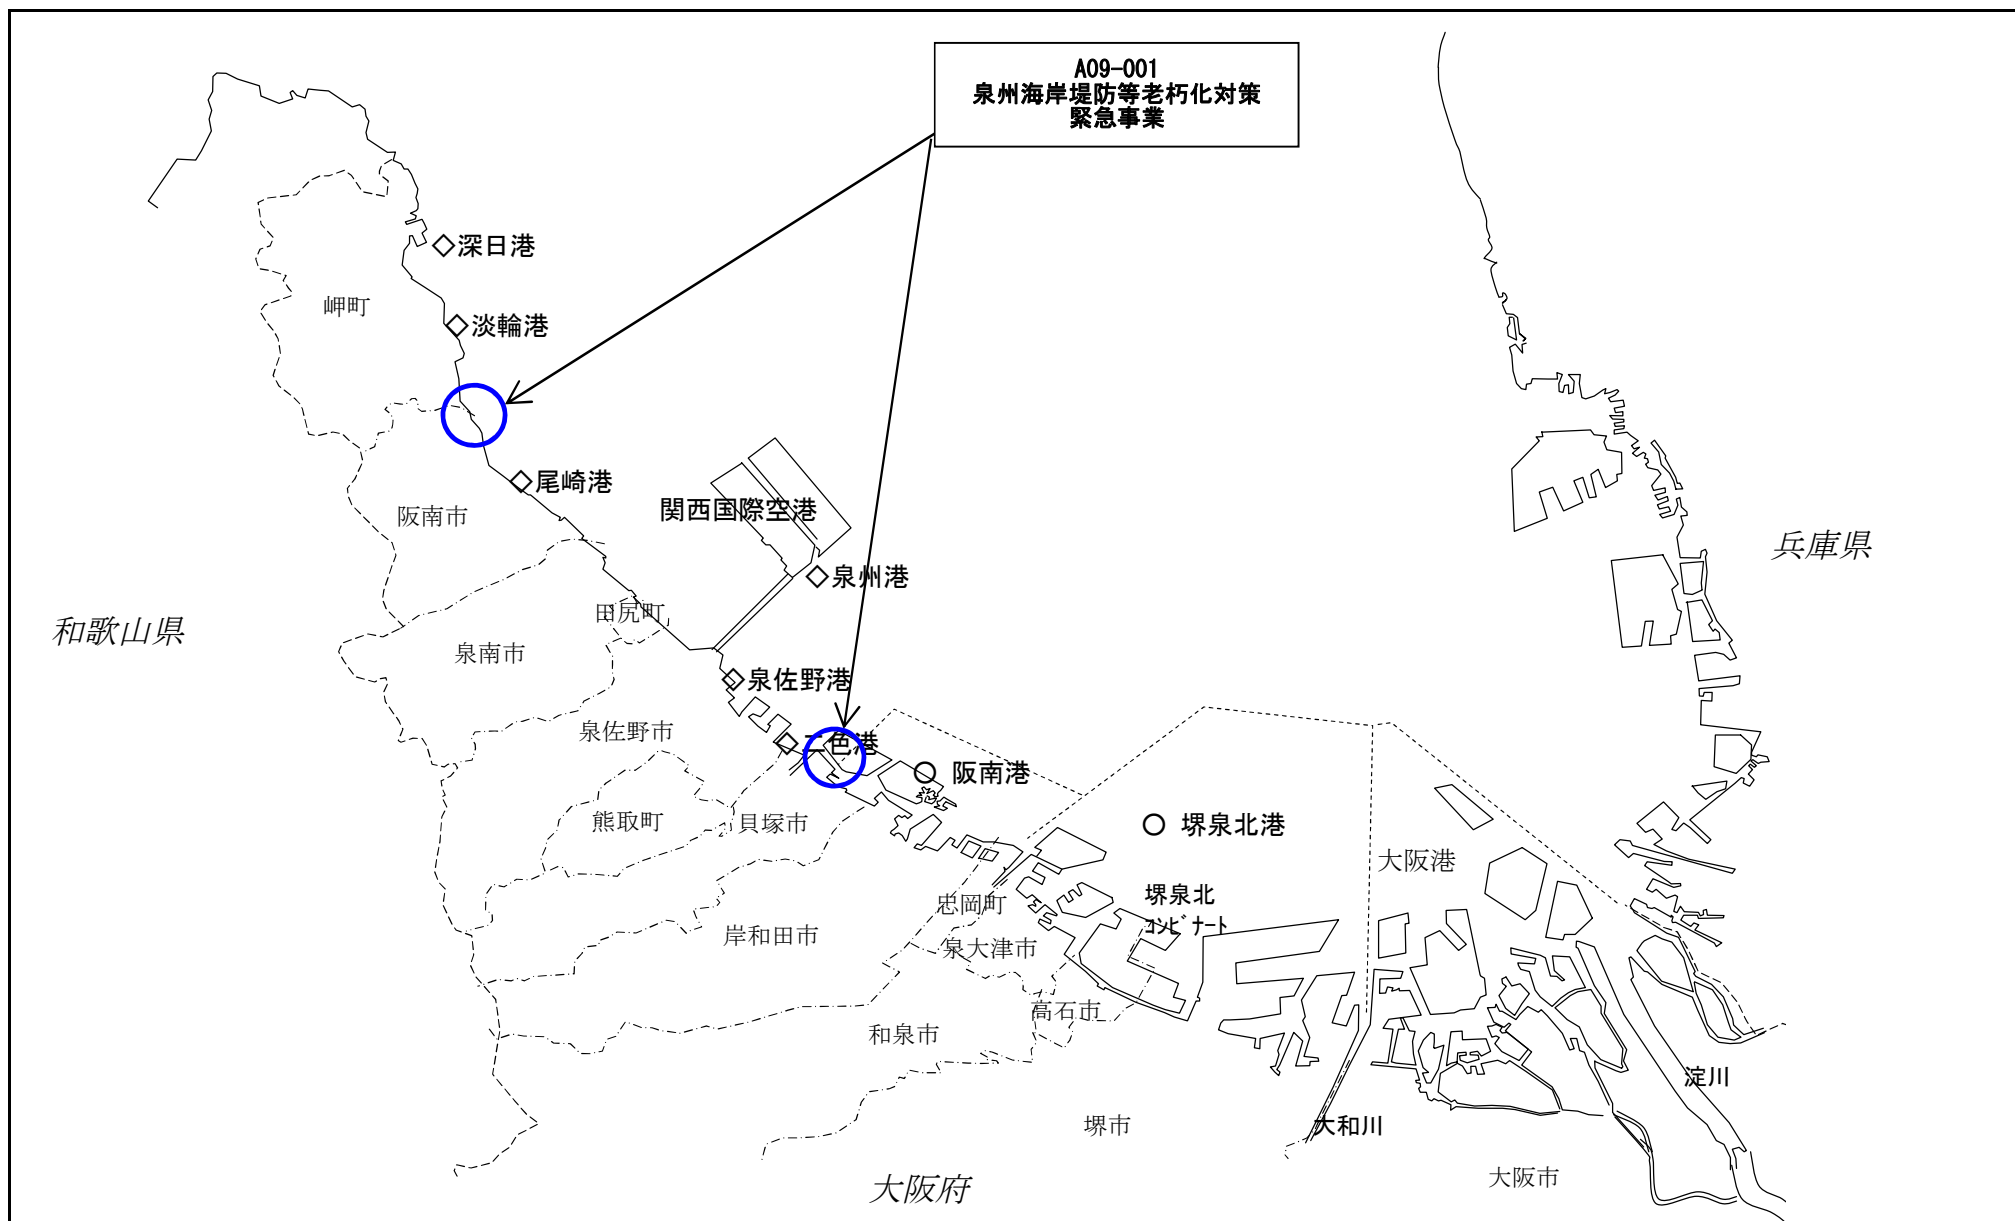 A09-001
泉州海岸堤防等老朽化対策
緊急事業
深日港
岬町
淡輪港
尾崎港
関西国際空港
阪南市
兵庫県
泉州港
田尻町
和歌山県
泉南市
泉佐野港
泉佐野市
二色港
阪南港
熊取町
貝塚市
堺泉北港
大阪港
堺泉北
コンビナート
忠岡町
岸和田市
泉大津市
高石市
和泉市
淀川
堺市
大和川
大阪市
大阪府